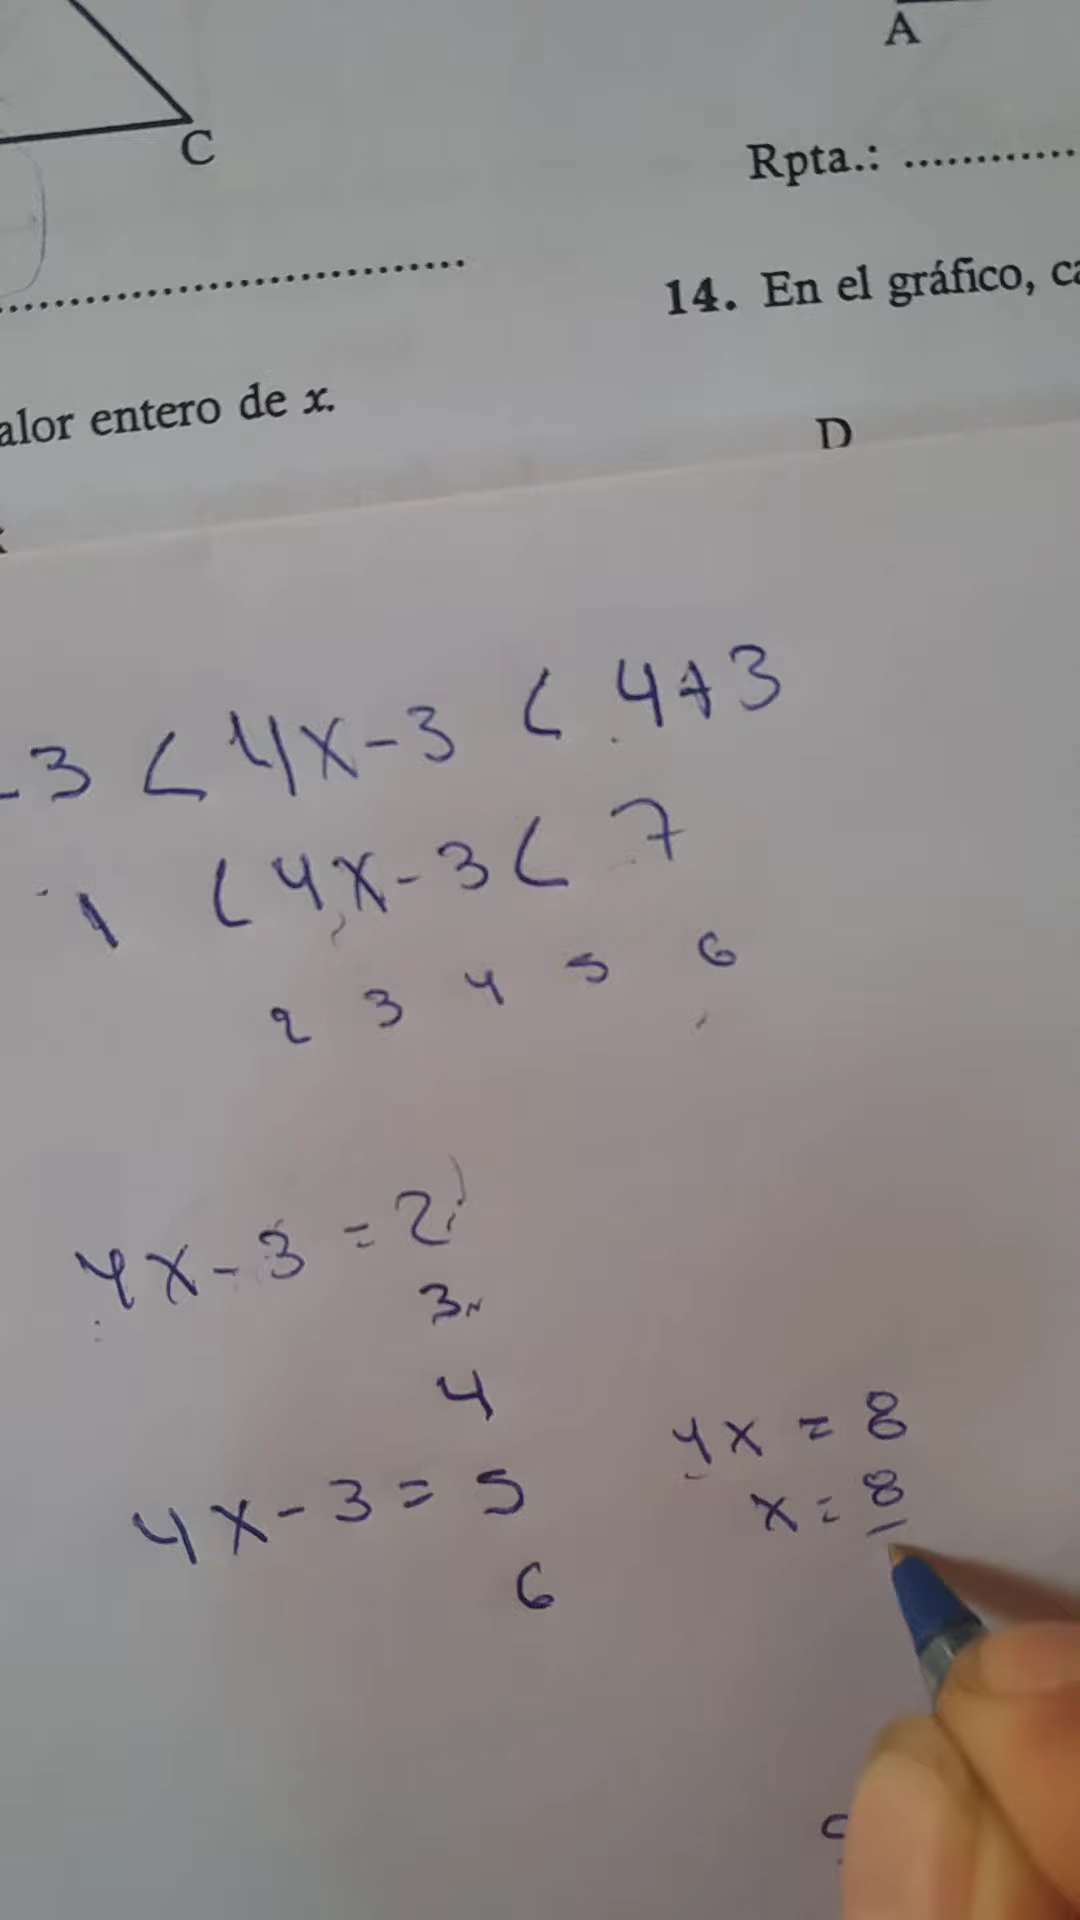 A
C
Rpta.: ..............
14. En el gráfico,
entero de x.
D
-3 < 4x-3 < 4+3
1 < 4x-3 < 7
2 3 4 5 6
4x-3 = 2
3
4
4x = 8
4x-3 = 5
x = 8
6